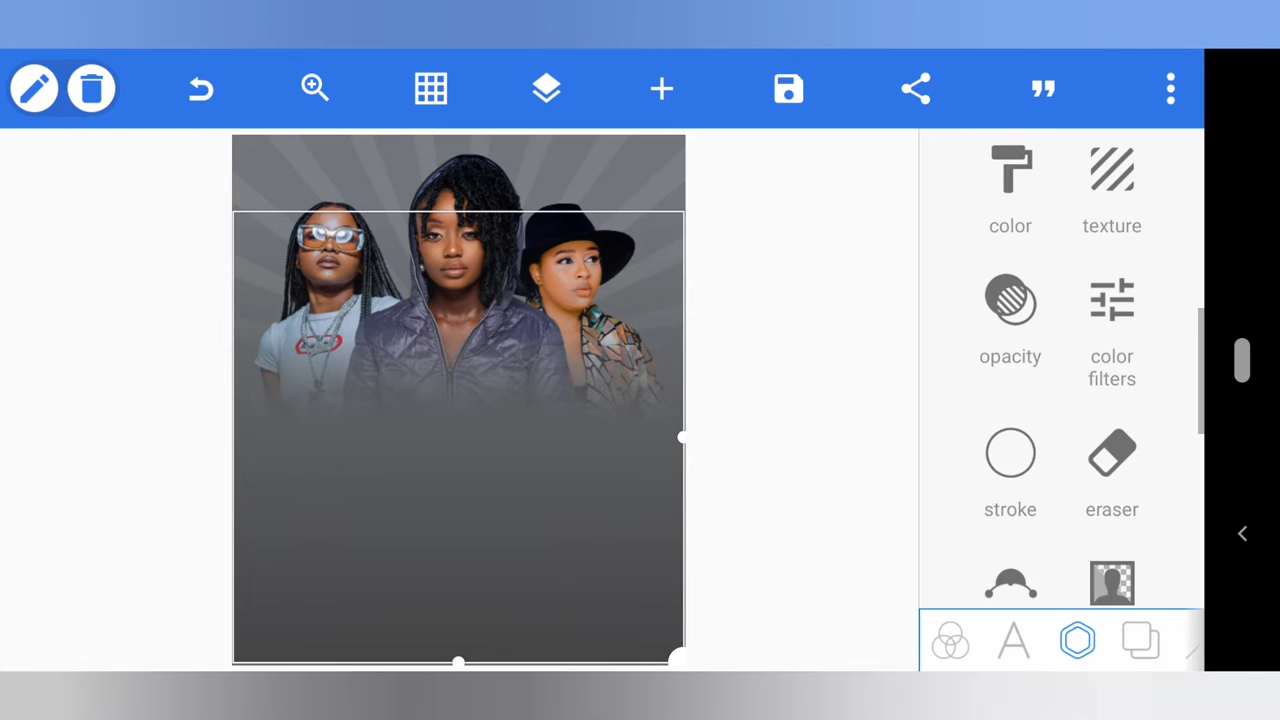 color texture
opacity color
filters
stroke eraser